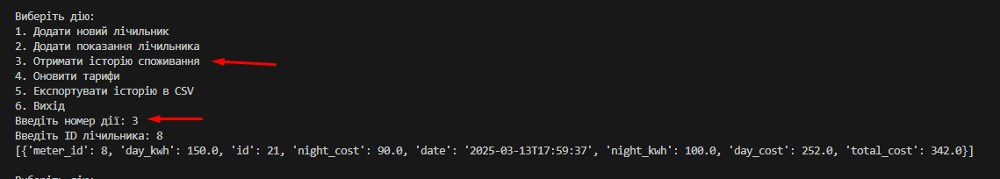 Виберіть дію:
1. Додати новий лічильник
2. Додати показання лічильника
3. Отримати історію споживання
4. Оновити тарифи
5. Експортувати історію в CSV
6. Вихід
Введіть номер дії: 3
Введіть ID лічильника: 8
[{'meter_id': 8, 'day_kwh': 150.0, 'id': 21, 'night_cost': 90.0, 'date': '2025-03-13T17:59:37', 'night_kwh': 100.0, 'day_cost': 252.0, 'total_cost': 342.0}]
Виберіть дію: